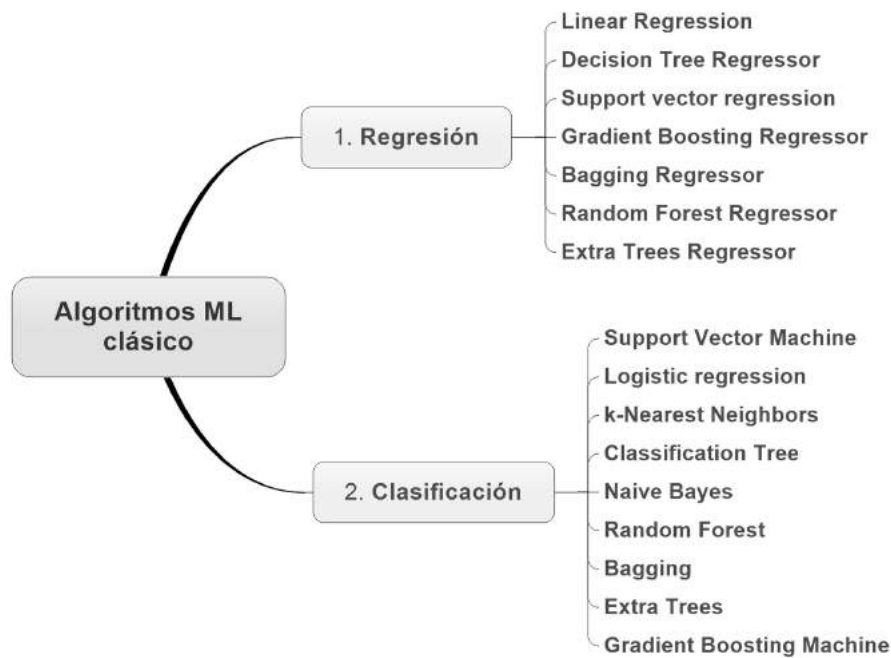 Algoritmos ML
clásico
1. Regresión
Linear Regression
Decision Tree Regressor
Support vector regression
Gradient Boosting Regressor
Bagging Regressor
Random Forest Regressor
Extra Trees Regressor
2. Clasificación
Support Vector Machine
Logistic regression
k-Nearest Neighbors
Classification Tree
Naive Bayes
Random Forest
Bagging
Extra Trees
Gradient Boosting Machine